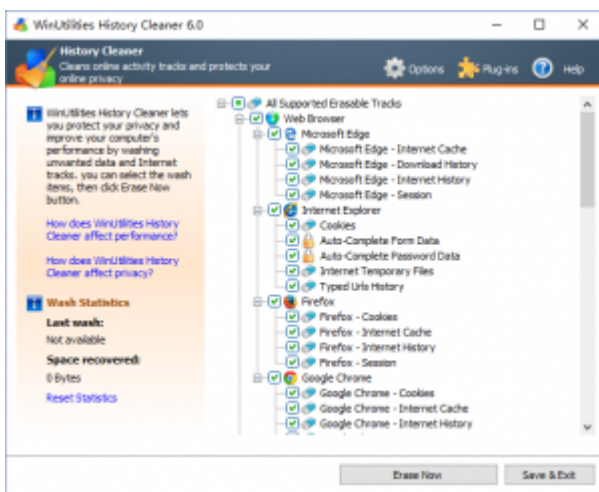 WinUtilities History Cleaner 6.0
History Cleaner
Cleans online activity tracks and protects your
online privacy
Options
Plug-ins
Help
WinUtilities History Cleaner lets
you protect your privacy and
improve your computer's
performance by washing
unwanted data and Internet
tracks. you can select the wash
items, then click Erase Now
button.
How does WinUtilities History
Cleaner affect performance?
How does WinUtilities History
Cleaner affect privacy?
Wash Statistics
Last wash:
Not available
Space recovered:
0 Bytes
Reset Statistics
All Supported Erasable Tracks
Web Browser
Microsoft Edge
Microsoft Edge - Internet Cache
Microsoft Edge - Download History
Microsoft Edge - Internet History
Microsoft Edge - Session
Internet Explorer
Cookies
Auto-Complete Form Data
Auto-Complete Password Data
Internet Temporary Files
Typed Urls History
Firefox
Firefox - Cookies
Firefox - Internet Cache
Firefox - Internet History
Firefox - Session
Google Chrome
Google Chrome - Cookies
Google Chrome - Internet Cache
Google Chrome - Internet History
Erase Now
Save & Exit